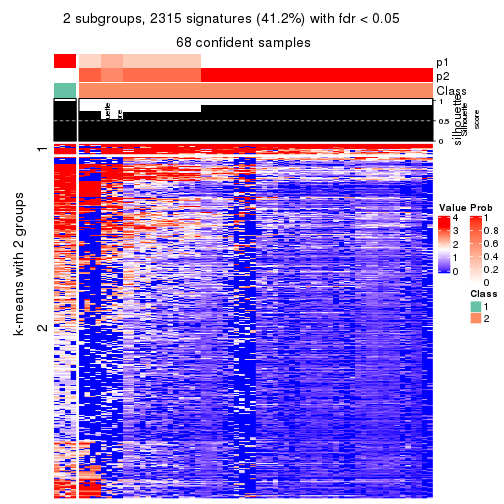 2 subgroups, 2315 signatures (41.2%) with fdr < 0.05
68 confident samples
p1
p2
Class
1
0.5
0
silhouette
Silhouette
score
k-means with 2 groups
1
2
Value
4
3
2
1
0
Prob
1
0.8
0.6
0.4
0.2
0
Class
1
2